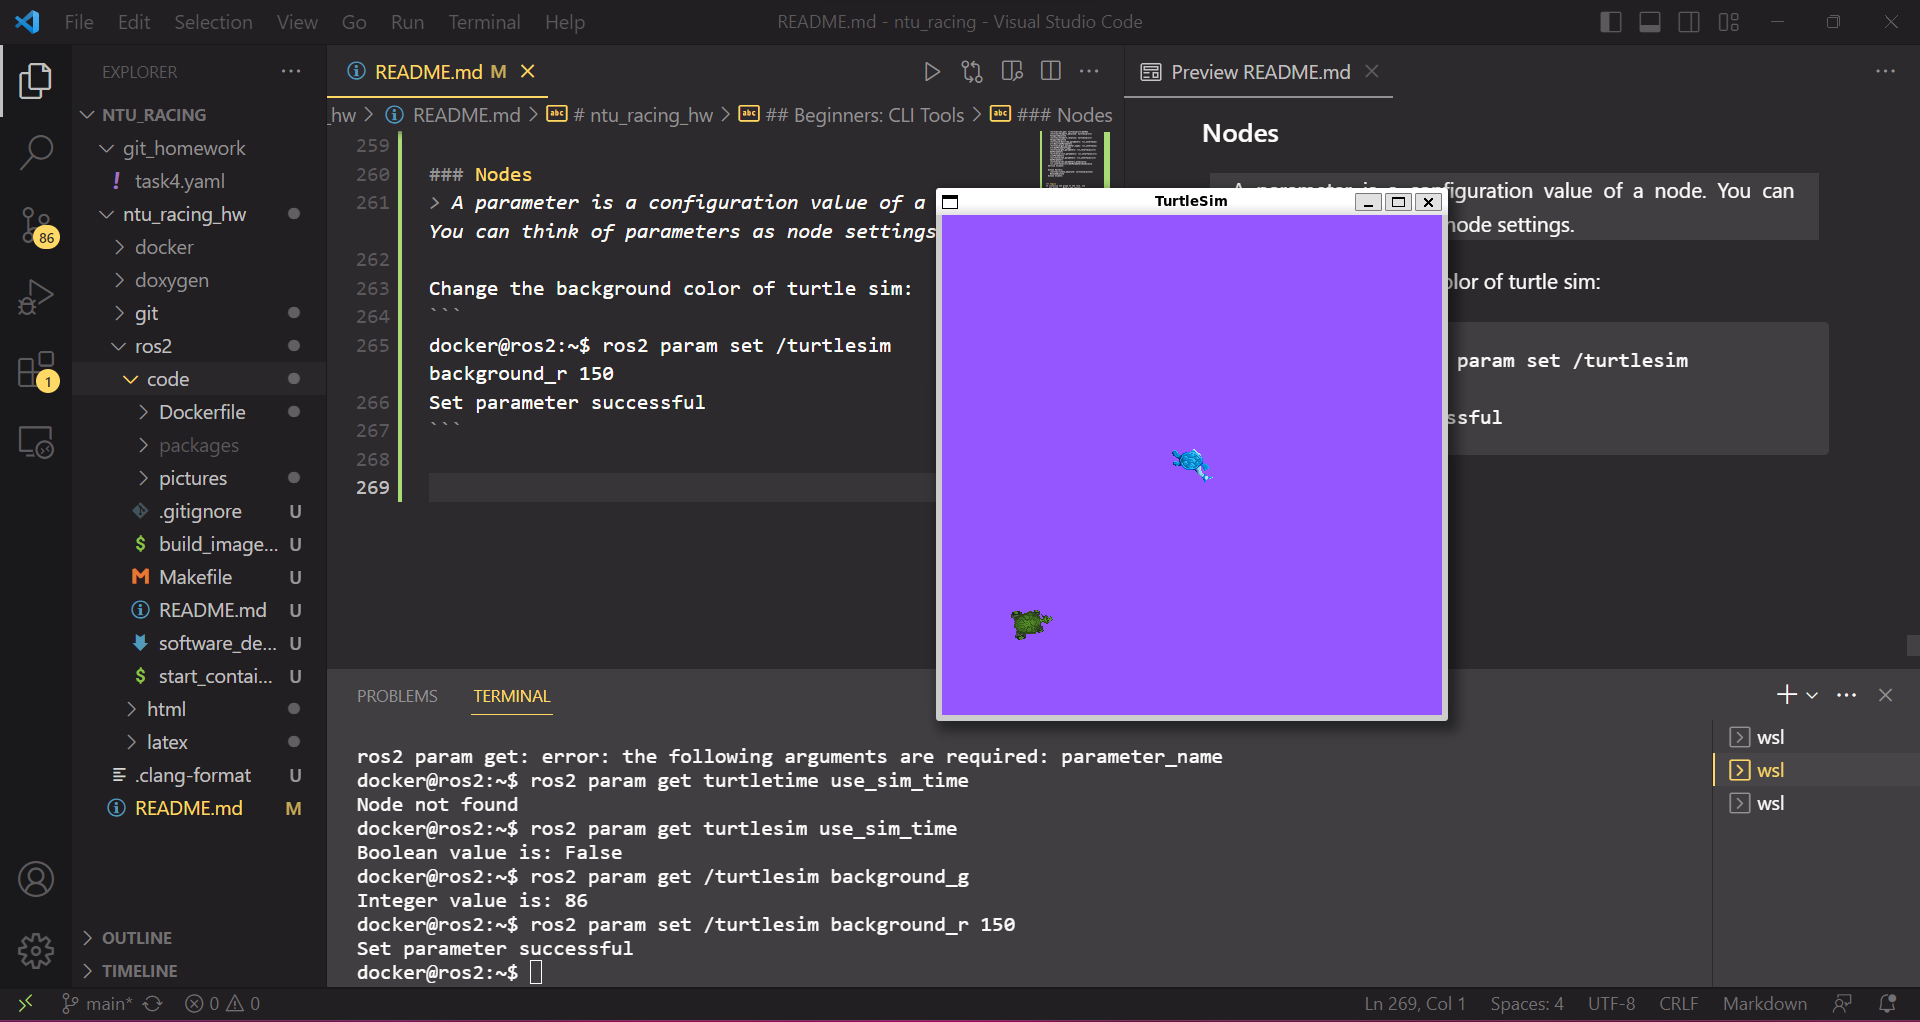 File Edit Selection View Go Run Terminal Help README.md - ntu_racing - Visual Studio Code
EXPLORER
NTU_RACING
git_homework
! task4.yaml
ntu_racing_hw
docker
doxygen
git
ros2
code
Dockerfile
packages
pictures
.gitignore U
$ build_image... U
M Makefile U
README.md U
software_de... U
$ start_contai... U
html
latex
.clang-format U
README.md M
OUTLINE
TIMELINE
86
1
README.md M
_hw > README.md > abc # ntu_racing_hw > abc ## Beginners: CLI Tools > abc ### Nodes
259
260 ### Nodes
261 > A parameter is a configuration value of a
You can think of parameters as node settings
262
263 Change the background color of turtle sim:
264 ```
265 docker@ros2:~$ ros2 param set /turtlesim
background_r 150
266 Set parameter successful
267 ```
268
269
Preview README.md
Nodes
A parameter is a configuration value of a node. You can
node settings.
olor of turtle sim:
param set /turtlesim
ssful
TurtleSim
PROBLEMS TERMINAL
ros2 param get: error: the following arguments are required: parameter_name
docker@ros2:~$ ros2 param get turtletime use_sim_time
Node not found
docker@ros2:~$ ros2 param get turtlesim use_sim_time
Boolean value is: False
docker@ros2:~$ ros2 param get /turtlesim background_g
Integer value is: 86
docker@ros2:~$ ros2 param set /turtlesim background_r 150
Set parameter successful
docker@ros2:~$
wsl
wsl
wsl
main* 0 0 Ln 269, Col 1 Spaces: 4 UTF-8 CRLF Markdown